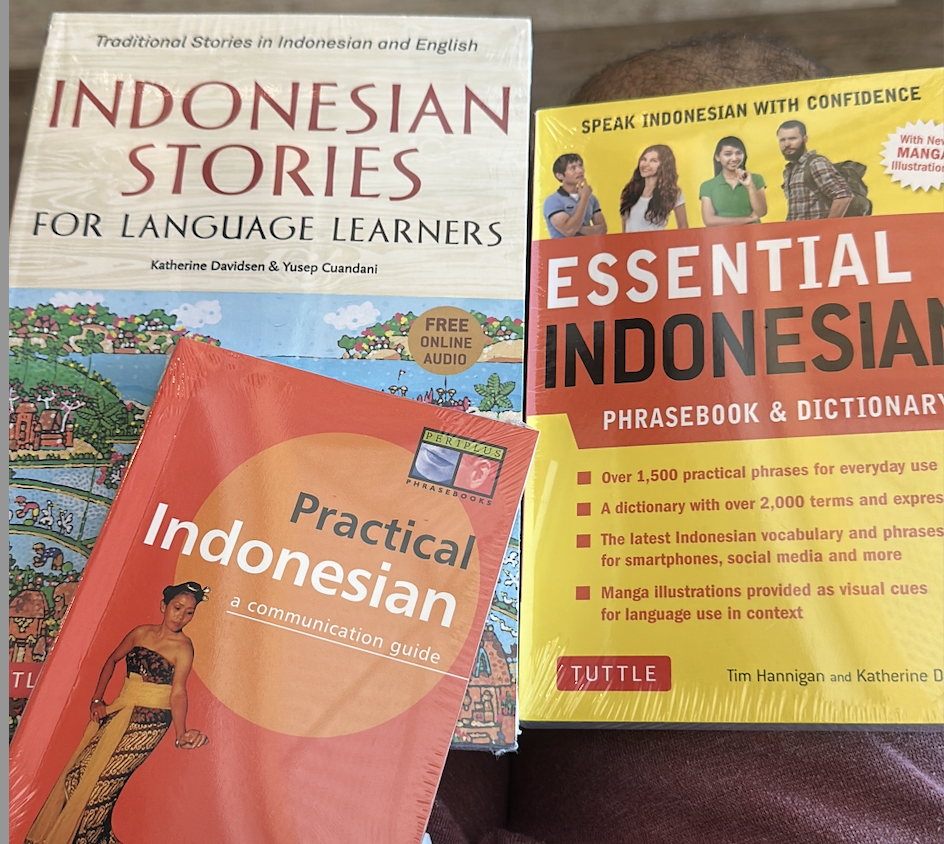 Traditional Stories in Indonesian and English
INDONESIAN
STORIES
FOR LANGUAGE LEARNERS
Katherine Davidsen & Yusep Cuandani
FREE
ONLINE
AUDIO
TL
PERIPLUS
PHRASEBOOKS
Practical
Indonesian
a communication guide
SPEAK INDONESIAN WITH CONFIDENCE
With New
MANGA
Illustration
ESSENTIAL
INDONESIAN
PHRASEBOOK & DICTIONARY
Over 1,500 practical phrases for everyday use
A dictionary with over 2,000 terms and expres
The latest Indonesian vocabulary and phrases
for smartphones, social media and more
Manga illustrations provided as visual cues
for language use in context
TUTTLE
Tim Hannigan and Katherine D